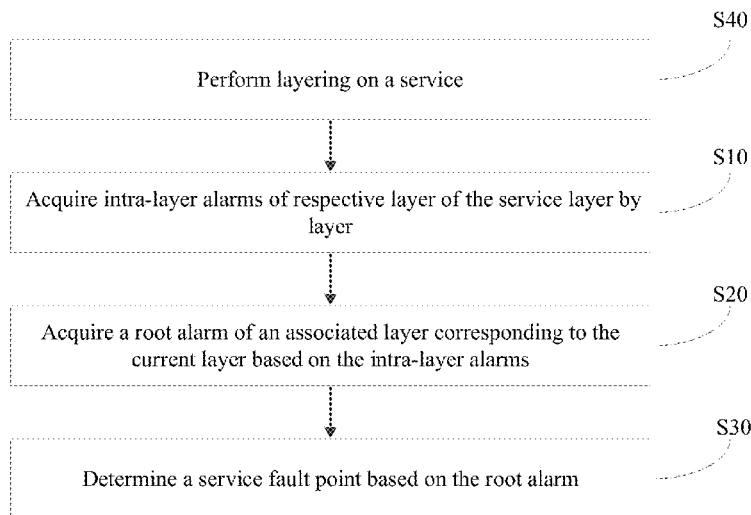 S40
Perform layering on a service
S10
Acquire intra-layer alarms of respective layer of the service layer by
layer
S20
Acquire a root alarm of an associated layer corresponding to the
current layer based on the intra-layer alarms
S30
Determine a service fault point based on the root alarm